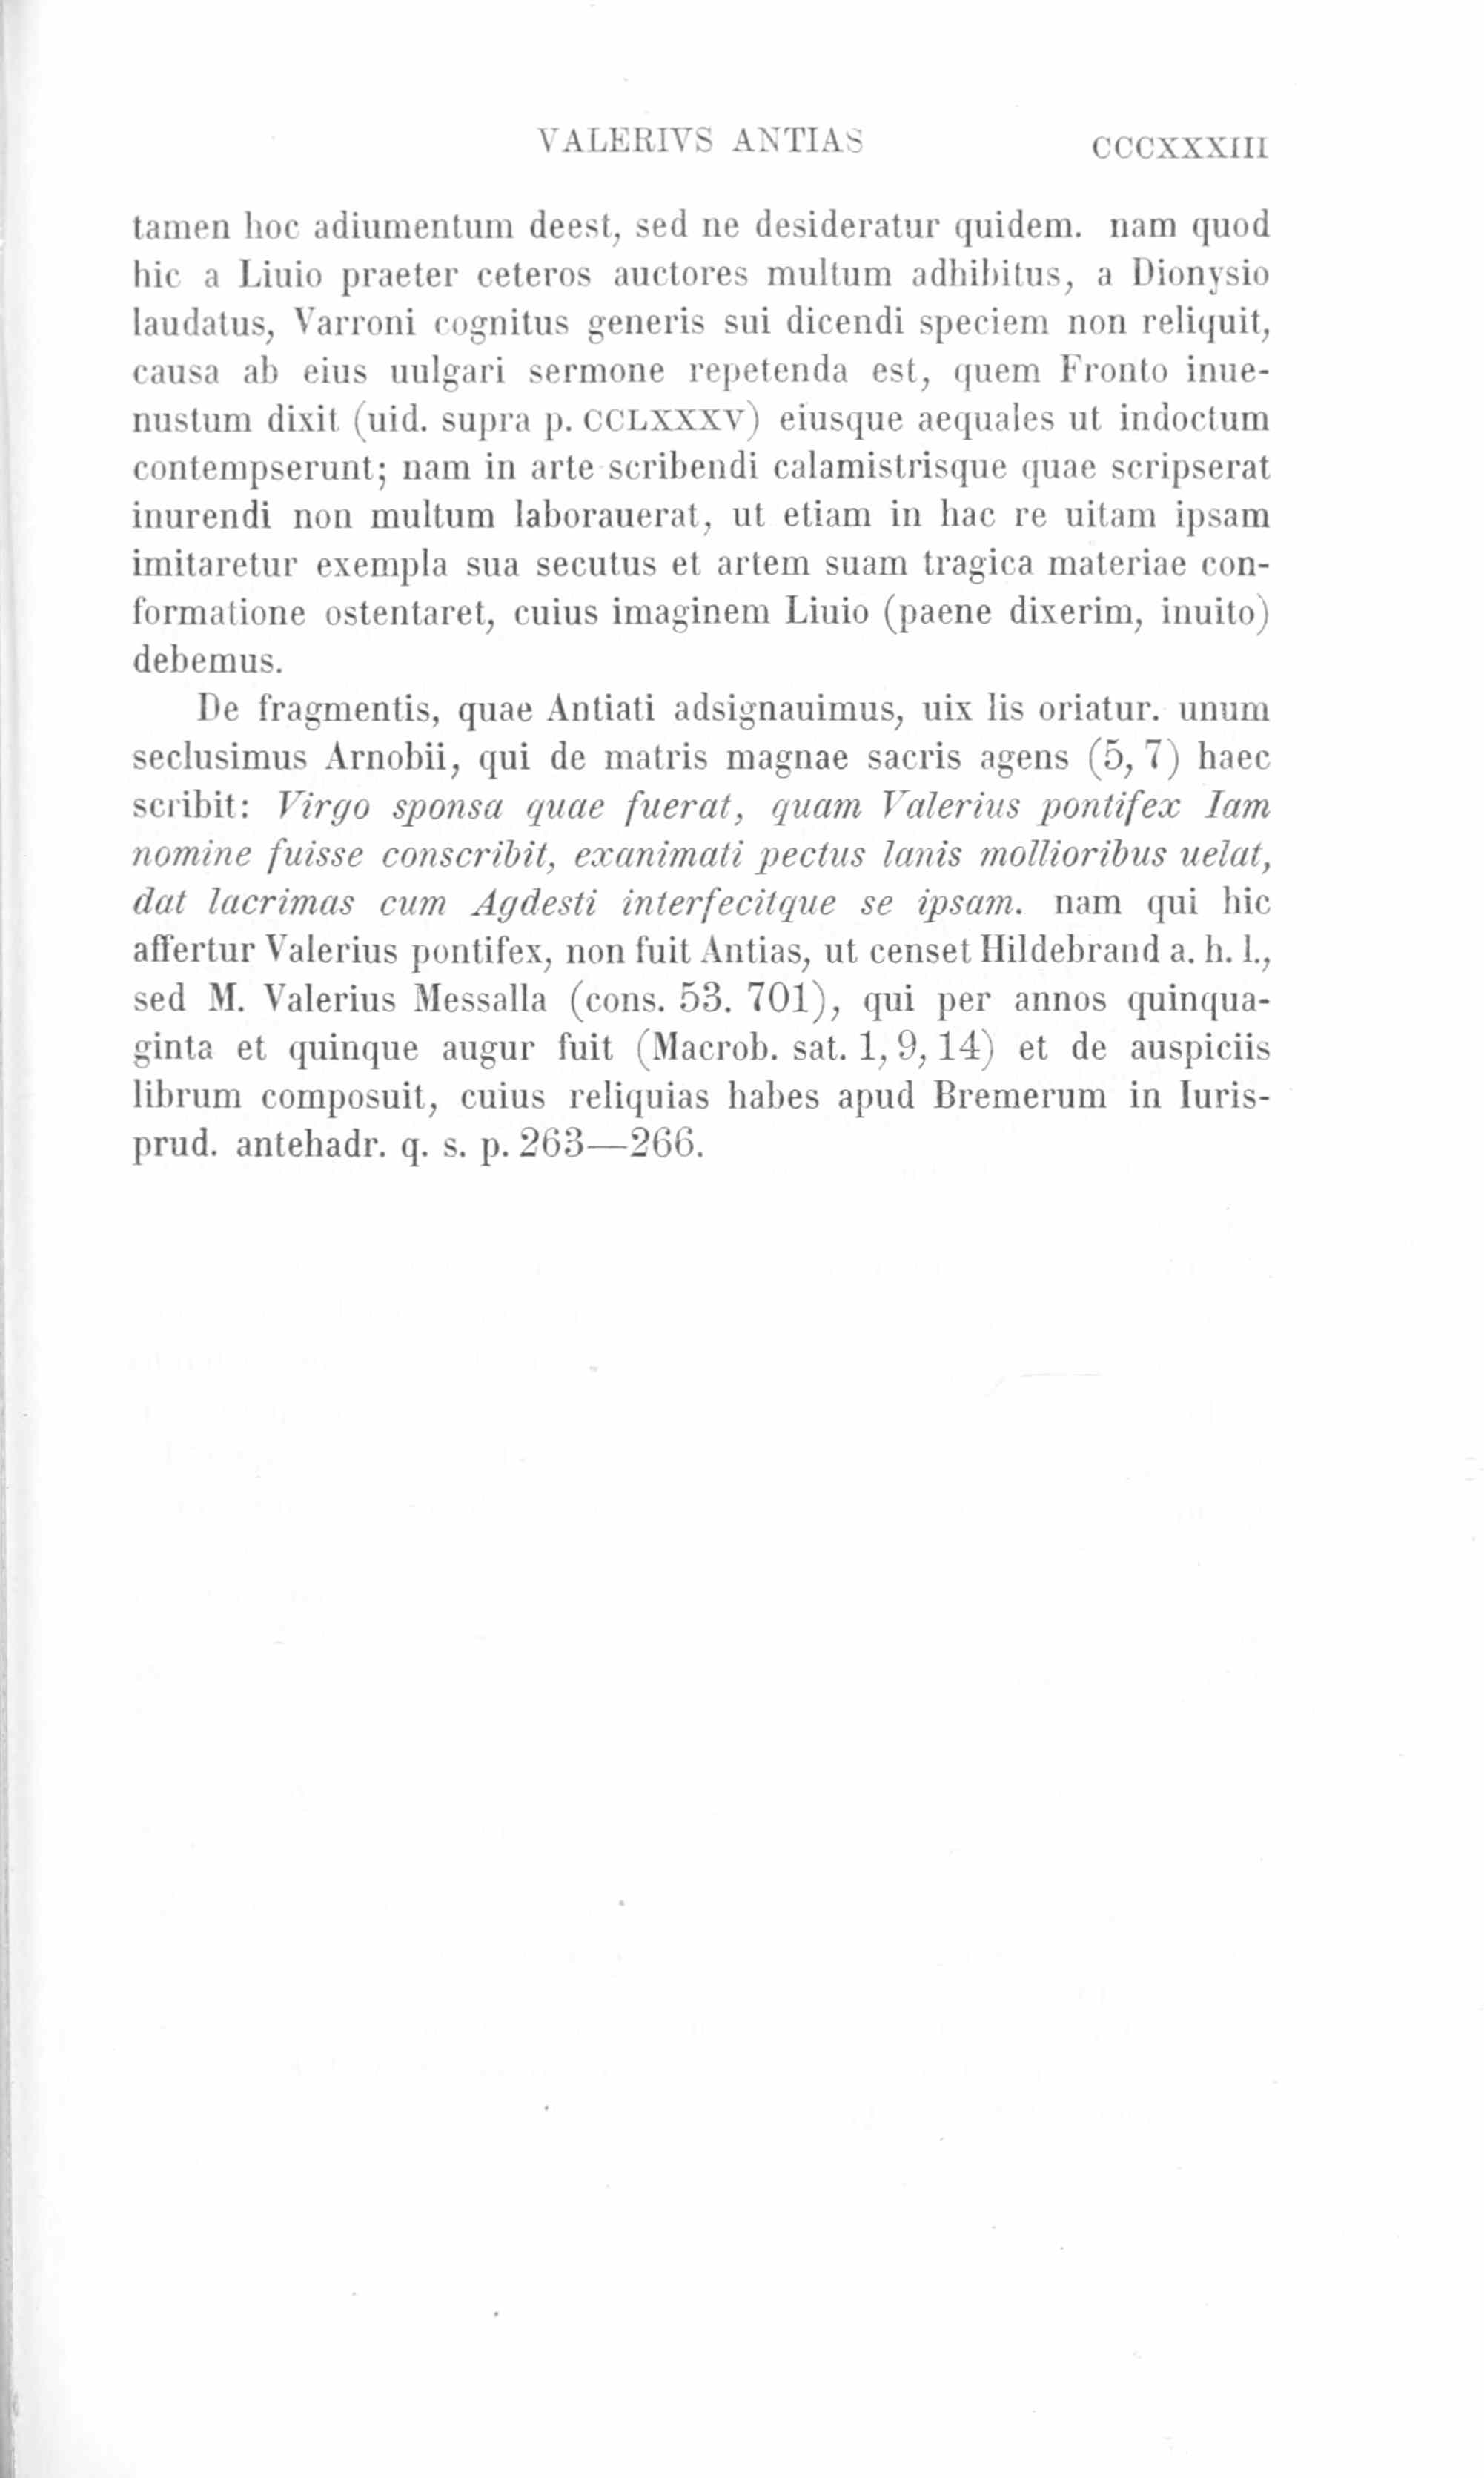 VALERIVS ANTIAS CCCXXXIII
tamen hoc adiumentum deest, sed ne desideratur quidem. nam quod
hic a Liuio praeter ceteros auctores multum adhibitus, a Dionysio
laudatus, Varroni cognitus generis sui dicendi speciem non reliquit,
causa ab eius uulgari sermone repetenda est, quem Fronto inue-
nustum dixit (uid. supra p. CCLXXXV) eiusque aequales ut indoctum
contempserunt; nam in arte scribendi calamistrisque quae scripserat
inurendi non multum laborauerat, ut etiam in hac re uitam ipsam
imitaretur exempla sua secutus et artem suam tragica materiae con-
formatione ostentaret, cuius imaginem Liuio (paene dixerim, inuito)
debemus.
De fragmentis, quae Antiati adsignauimus, uix lis oriatur. unum
seclusimus Arnobii, qui de matris magnae sacris agens (5, 7) haec
scribit: Virgo sponsa quae fuerat, quam Valerius pontifex Iam
nomine fuisse conscribit, exanimati pectus lanis mollioribus uelat,
dat lacrimas cum Agdesti interfecitque se ipsam. nam qui hic
affertur Valerius pontifex, non fuit Antias, ut censet Hildebrand a. h. l.,
sed M. Valerius Messalla (cons. 53. 701), qui per annos quinqua-
ginta et quinque augur fuit (Macrob. sat. 1, 9, 14) et de auspiciis
librum composuit, cuius reliquias habes apud Bremerum in Iuris-
prud. antehadr. q. s. p. 263—266.